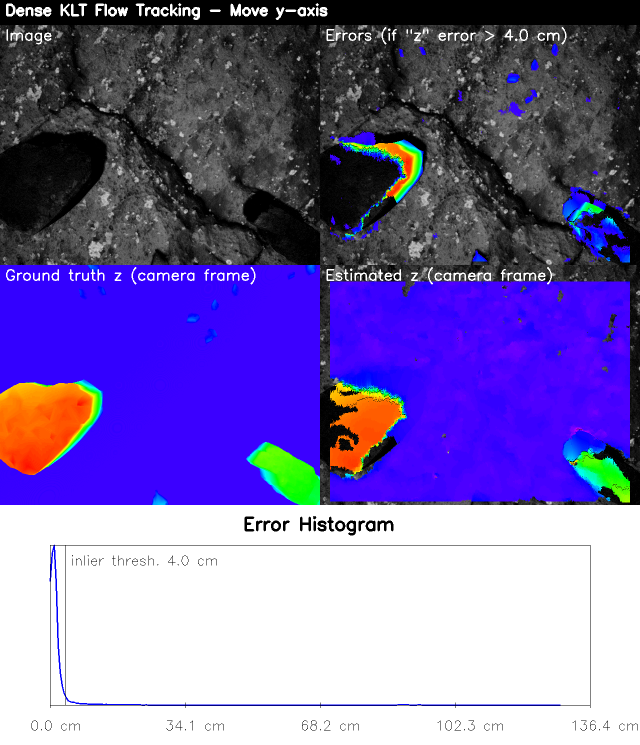 Dense KLT Flow Tracking - Move y-axis
Image
Errors (if "z" error > 4.0 cm)
Ground truth z (camera frame)
Estimated z (camera frame)
Error Histogram
inlier thresh. 4.0 cm
0.0 cm 34.1 cm 68.2 cm 102.3 cm 136.4 cm